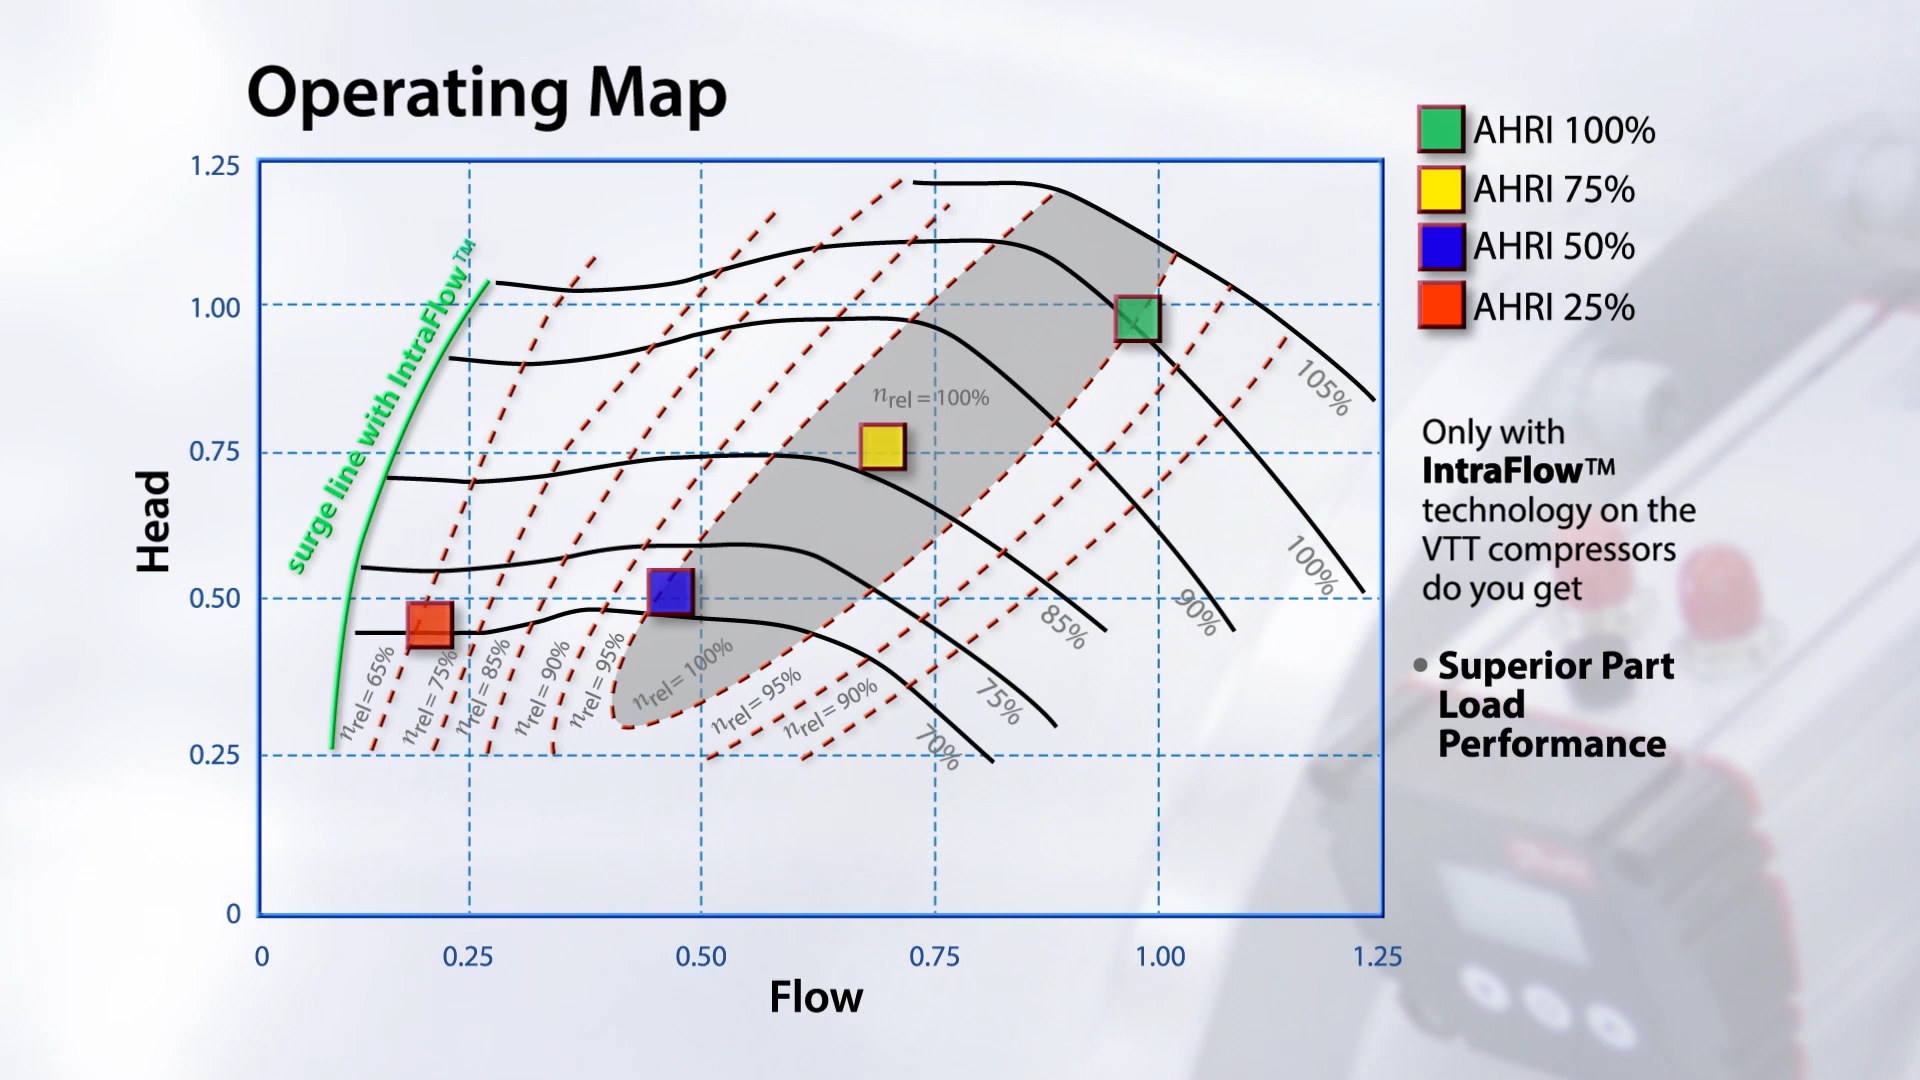 Operating Map
AHRI 100%
AHRI 75%
AHRI 50%
AHRI 25%
1.25
1.00
0.75
0.50
0.25
0
Head
surge line with IntraFlow™
nrel = 100%
105%
100%
90%
85%
75%
70%
nrel = 65%
nrel = 75%
nrel = 85%
nrel = 90%
nrel = 95%
nrel = 100%
nrel = 95%
nrel = 90%
0
0.25
0.50
0.75
1.00
1.25
Flow
Only with
IntraFlow™
technology on the
VTT compressors
do you get
• Superior Part
Load
Performance